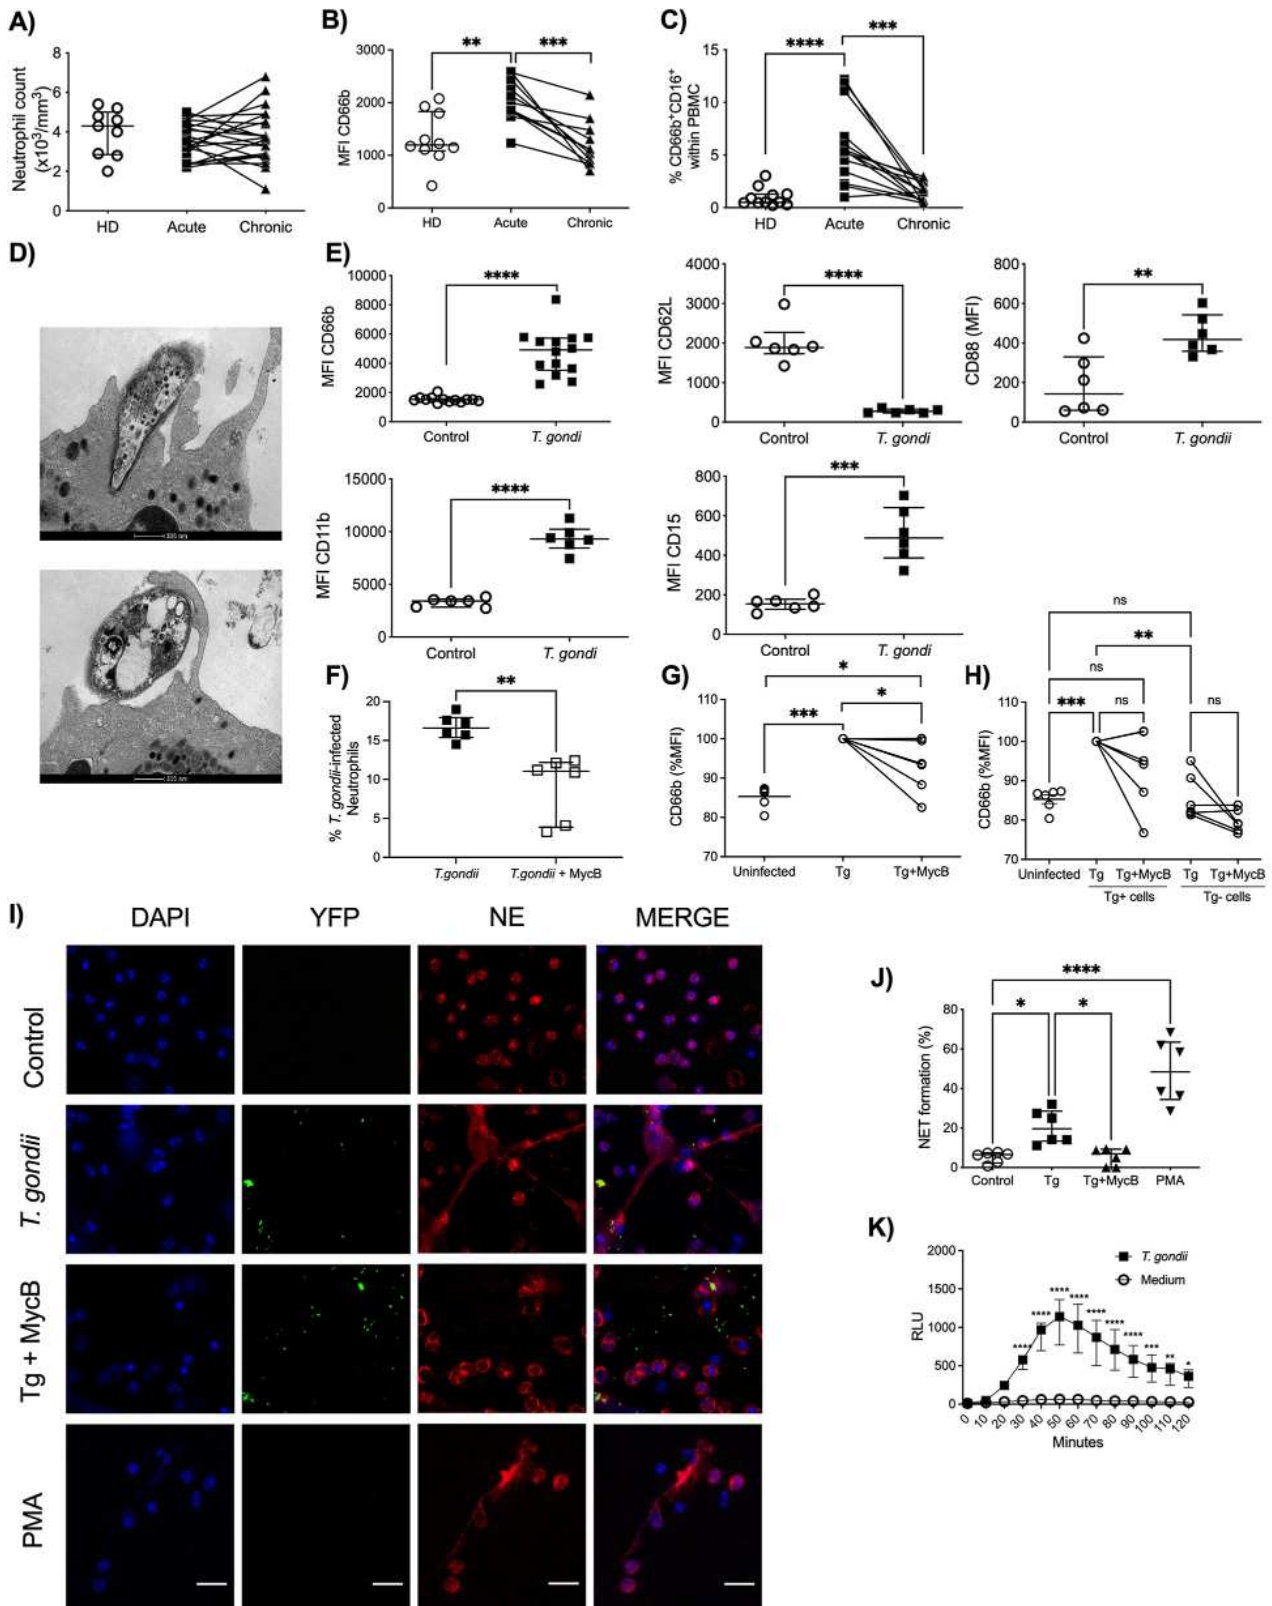 A)
Neutrophil count
(x10³/mm³)
8
6
4
2
0
HD
Acute
Chronic
B)
MFI CD66b
3000
2000
1000
0
**
***
HD
Acute
Chronic
C)
% CD66b⁺CD16⁺
within PBMC
15
10
5
0
****
***
HD
Acute
Chronic
D)
E)
MFI CD66b
10000
8000
6000
4000
2000
0
****
Control
T. gondi
MFI CD62L
4000
3000
2000
1000
0
****
Control
T. gondi
CD88 (MFI)
800
600
400
200
0
**
Control
T. gondii
MFI CD11b
15000
10000
5000
0
****
Control
T. gondi
MFI CD15
800
600
400
200
0
***
Control
T. gondi
F)
% T. gondii-infected
Neutrophils
20
15
10
5
0
**
T.gondii
T.gondii + MycB
G)
CD66b (%MFI)
110
100
90
80
70
*
*
***
Uninfected
Tg
Tg+MycB
H)
CD66b (%MFI)
110
100
90
80
70
ns
**
ns
***
ns
ns
Uninfected
Tg
Tg+MycB
Tg
Tg+MycB
Tg+ cells
Tg- cells
I)
DAPI
YFP
NE
MERGE
Control
T. gondii
Tg + MycB
PMA
J)
NET formation (%)
80
60
40
20
0
****
*
*
Control
Tg
Tg+MycB
PMA
K)
RLU
2000
1500
1000
500
0
T. gondii
Medium
****
****
****
****
****
****
****
***
**
*
0
10
20
30
40
50
60
70
80
90
100
110
120
Minutes